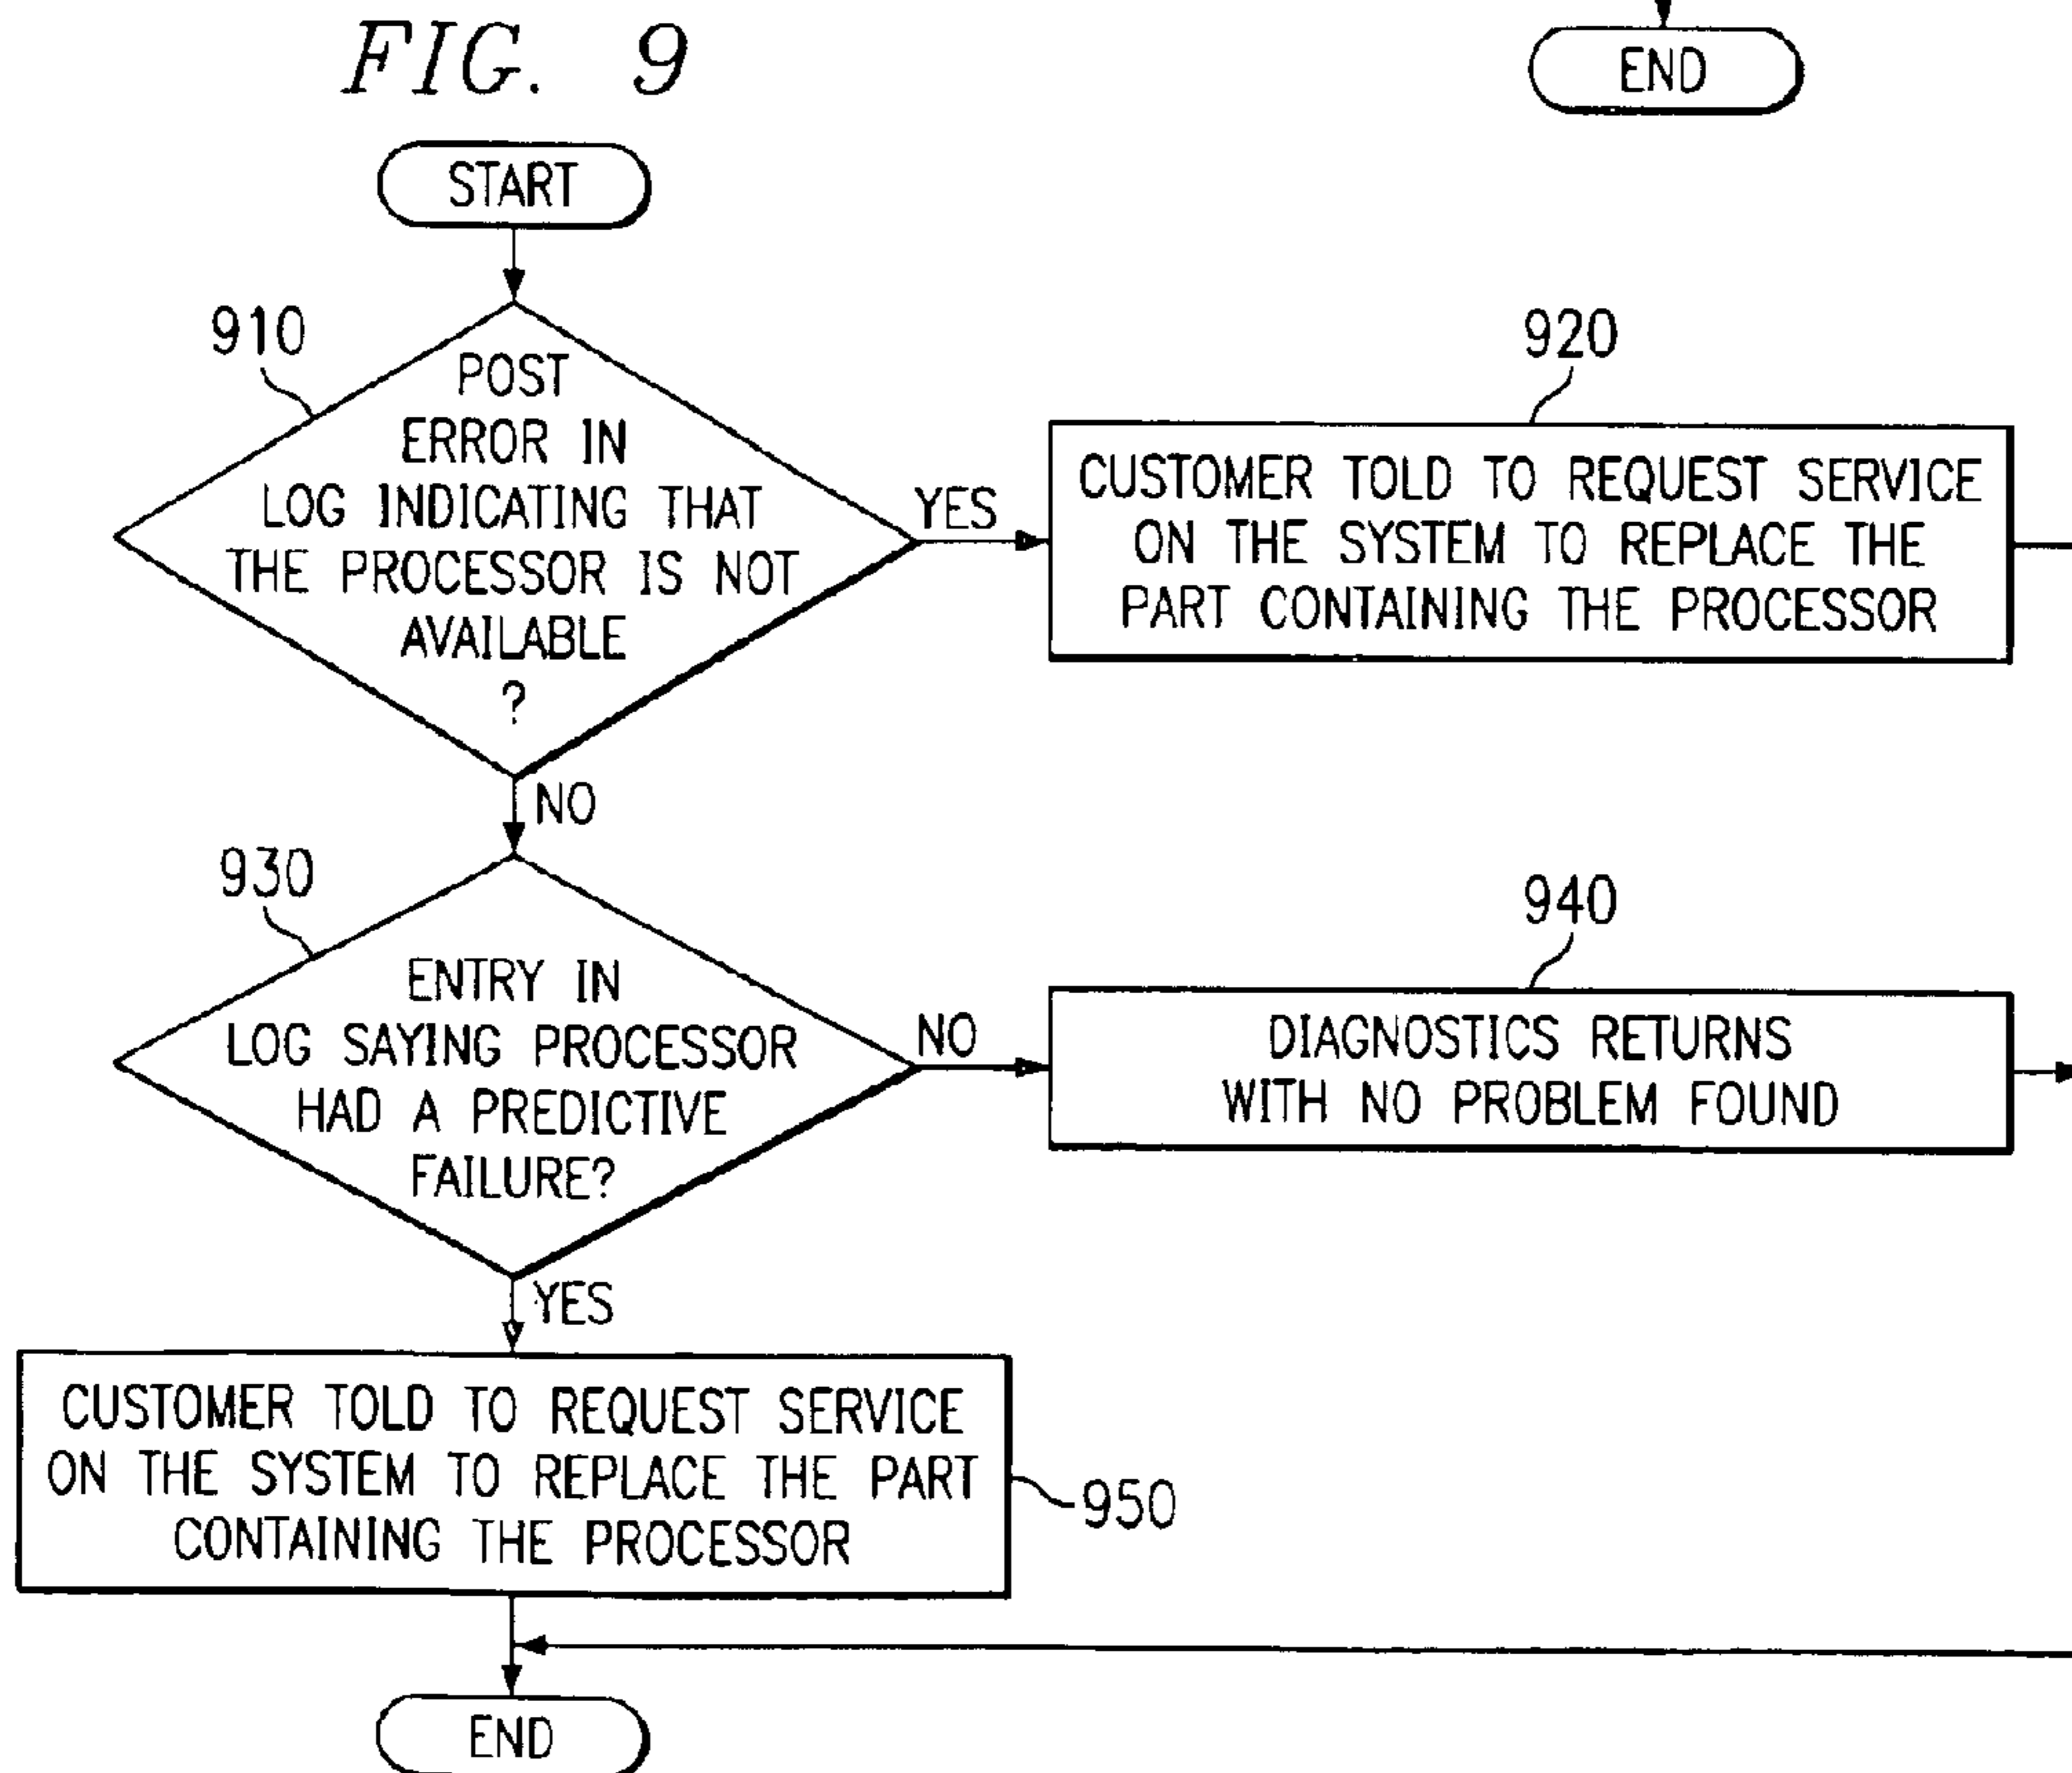 FIG. 9
END
START
910
POST
ERROR IN
LOG INDICATING THAT
THE PROCESSOR IS NOT
AVAILABLE
?
YES
920
CUSTOMER TOLD TO REQUEST SERVICE
ON THE SYSTEM TO REPLACE THE
PART CONTAINING THE PROCESSOR
NO
930
ENTRY IN
LOG SAYING PROCESSOR
HAD A PREDICTIVE
FAILURE?
NO
940
DIAGNOSTICS RETURNS
WITH NO PROBLEM FOUND
YES
CUSTOMER TOLD TO REQUEST SERVICE
ON THE SYSTEM TO REPLACE THE PART
CONTAINING THE PROCESSOR
950
END